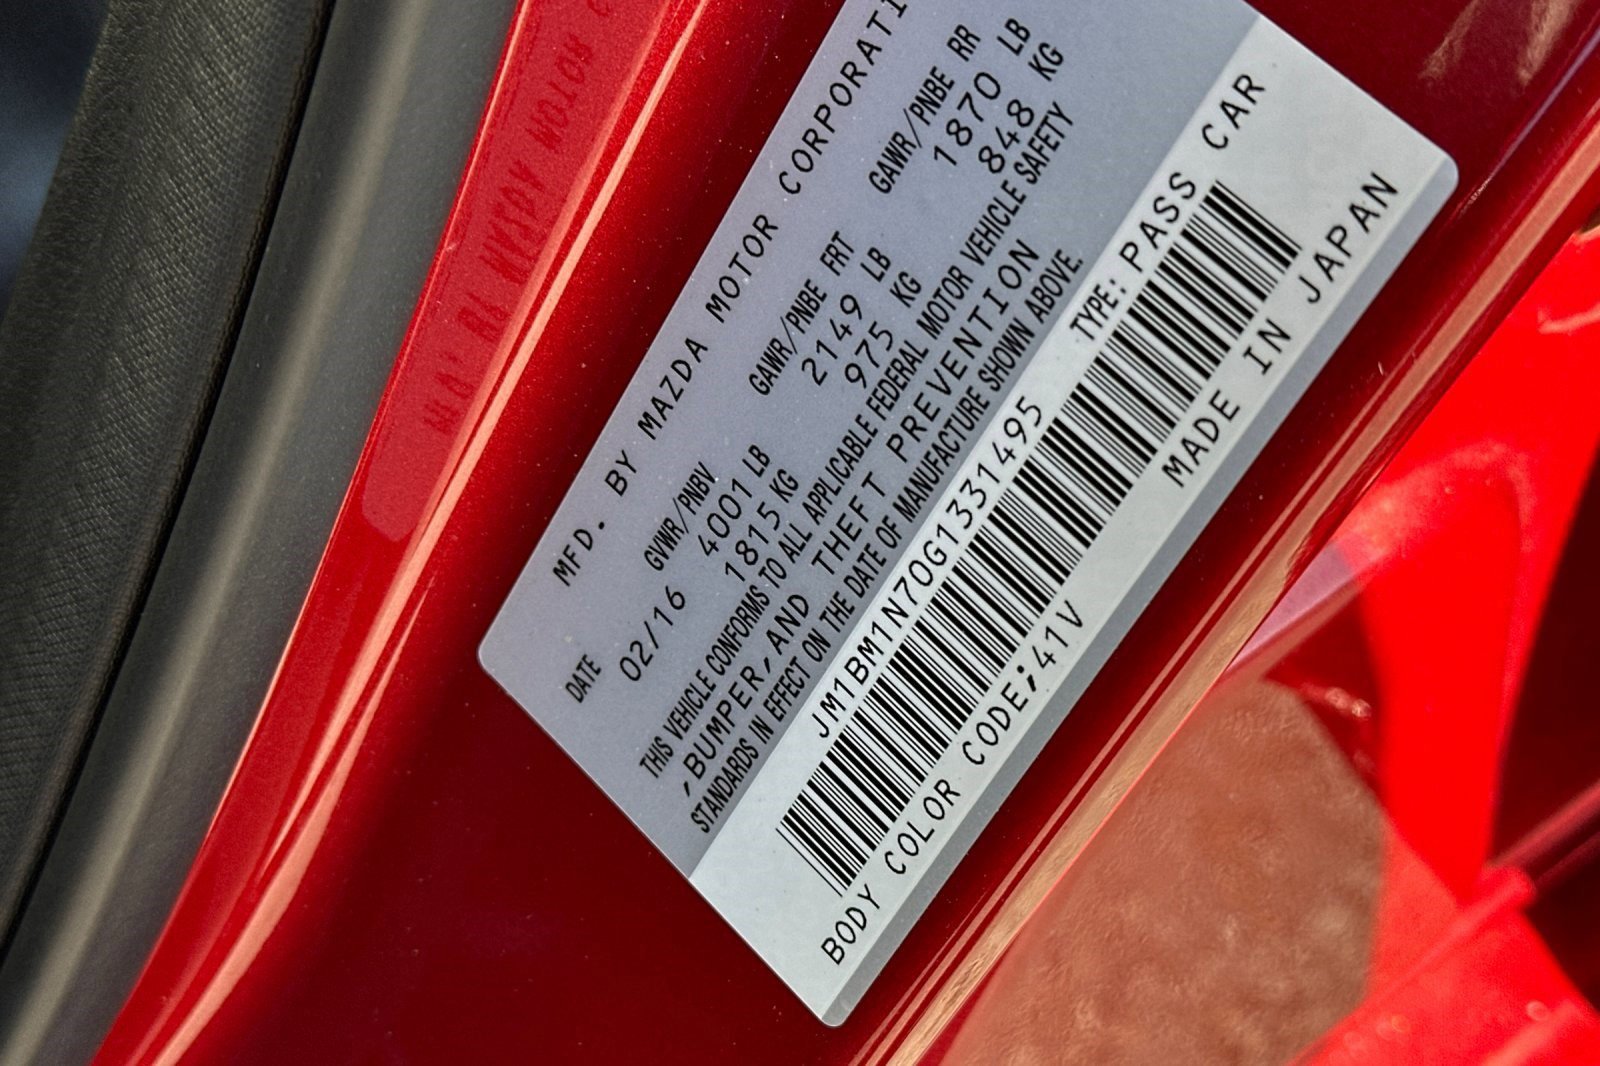 MFD. BY MAZDA MOTOR CORPORATI
DATE GVWR/PNBV GAWR/PNBE FRT GAWR/PNBE RR
02/16 4001 LB 2149 LB 1870 LB
1815 KG 975 KG 848 KG
THIS VEHICLE CONFORMS TO ALL APPLICABLE FEDERAL MOTOR VEHICLE SAFETY
,BUMPER,AND THEFT PREVENTION
STANDARDS IN EFFECT ON THE DATE OF MANUFACTURE SHOWN ABOVE.
JM1BM1N70G1331495 TYPE: PASS CAR
BODY COLOR CODE;41V MADE IN JAPAN